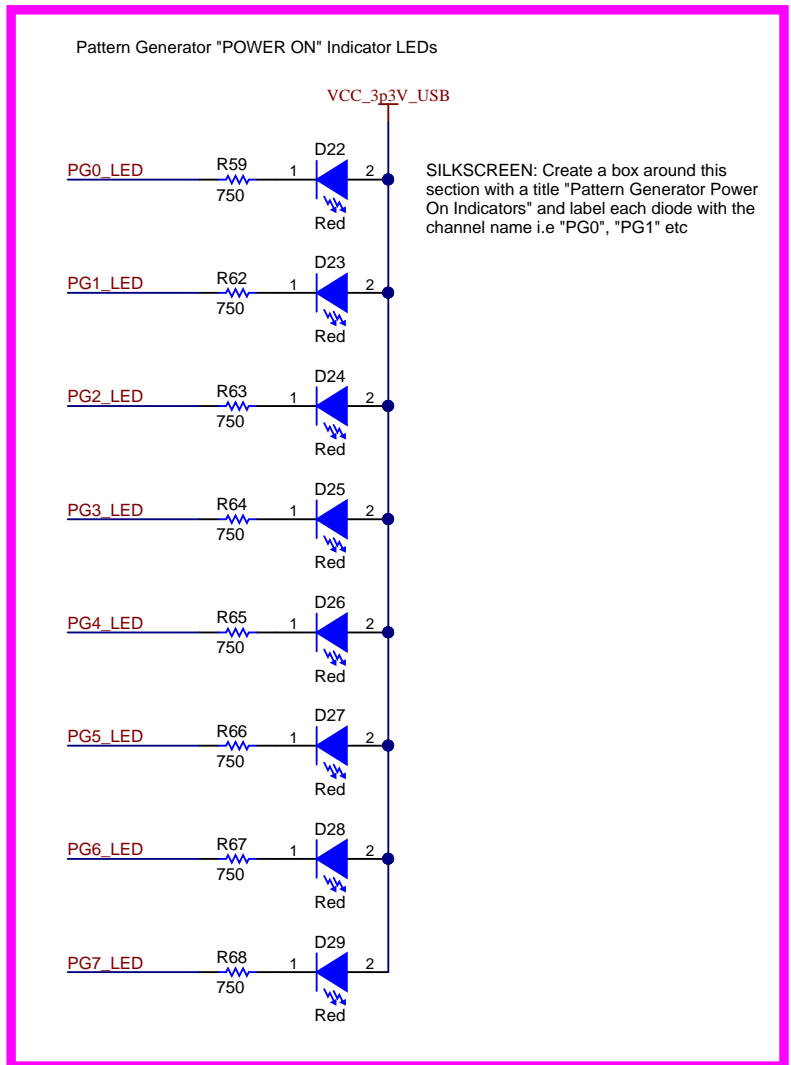 Pattern Generator "POWER ON" Indicator LEDs
VCC_3p3V_USB
SILKSCREEN: Create a box around this
section with a title "Pattern Generator Power
On Indicators" and label each diode with the
channel name i.e "PG0", "PG1" etc
D22
PG0_LED R59 1 2
750
Red
D23
PG1_LED R62 1 2
750
Red
D24
PG2_LED R63 1 2
750
Red
D25
PG3_LED R64 1 2
750
Red
D26
PG4_LED R65 1 2
750
Red
D27
PG5_LED R66 1 2
750
Red
D28
PG6_LED R67 1 2
750
Red
D29
PG7_LED R68 1 2
750
Red